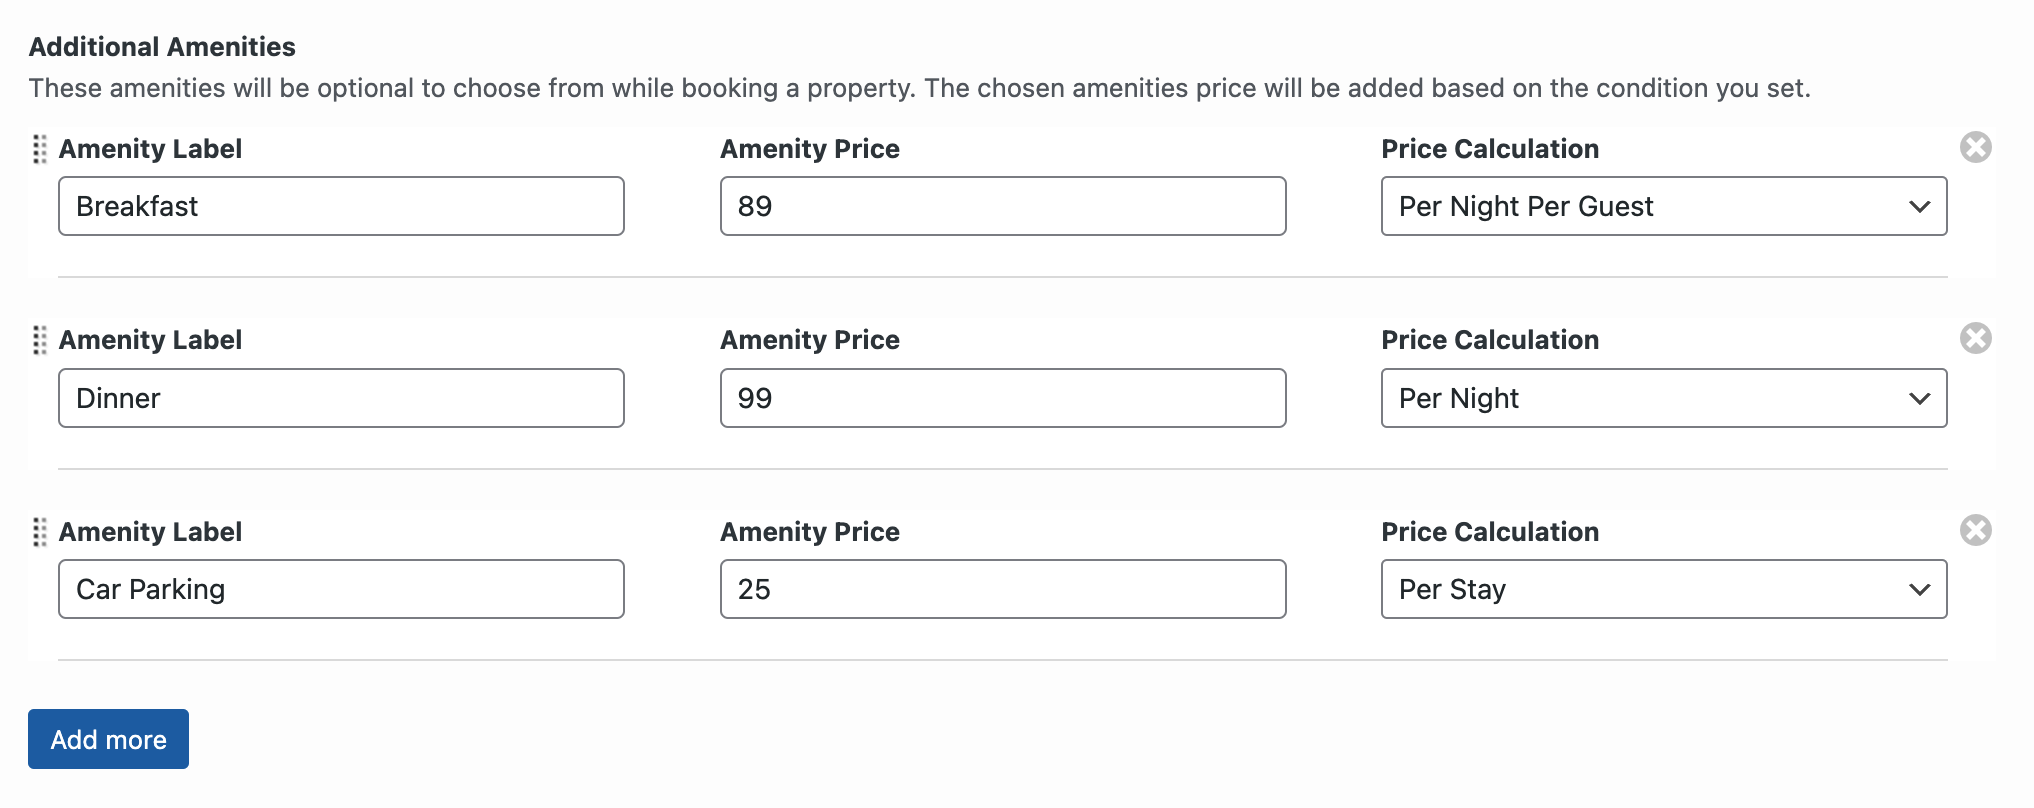 Additional Amenities
These amenities will be optional to choose from while booking a property. The chosen amenities price will be added based on the condition you set.
Amenity Label Amenity Price Price Calculation
Breakfast 89 Per Night Per Guest
Amenity Label Amenity Price Price Calculation
Dinner 99 Per Night
Amenity Label Amenity Price Price Calculation
Car Parking 25 Per Stay
Add more